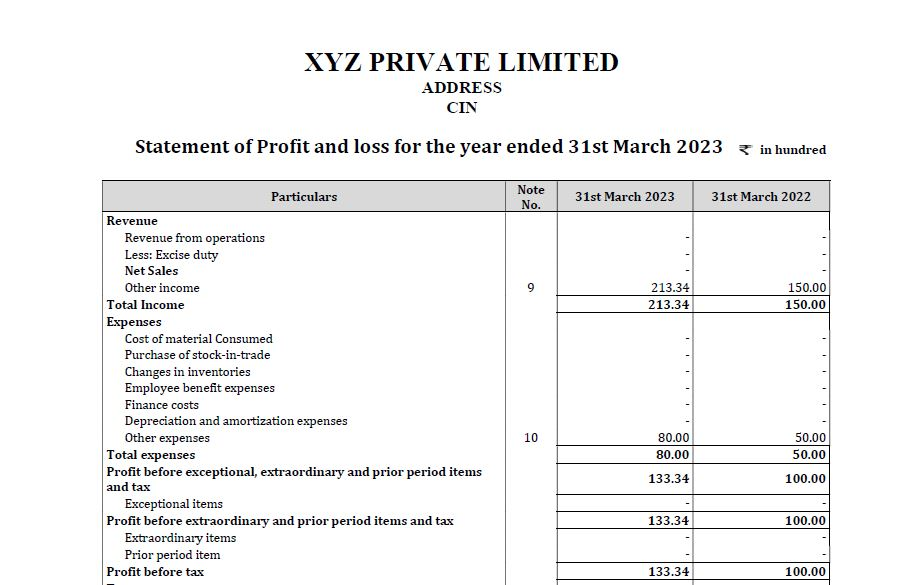 XYZ PRIVATE LIMITED
ADDRESS
CIN
Statement of Profit and loss for the year ended 31st March 2023 ₹ in hundred
Particulars Note No. 31st March 2023 31st March 2022
Revenue
Revenue from operations - -
Less: Excise duty - -
Net Sales - -
Other income 9 213.34 150.00
Total Income 213.34 150.00
Expenses
Cost of material Consumed - -
Purchase of stock-in-trade - -
Changes in inventories - -
Employee benefit expenses - -
Finance costs - -
Depreciation and amortization expenses - -
Other expenses 10 80.00 50.00
Total expenses 80.00 50.00
Profit before exceptional, extraordinary and prior period items
and tax 133.34 100.00
Exceptional items - -
Profit before extraordinary and prior period items and tax 133.34 100.00
Extraordinary items - -
Prior period item - -
Profit before tax 133.34 100.00